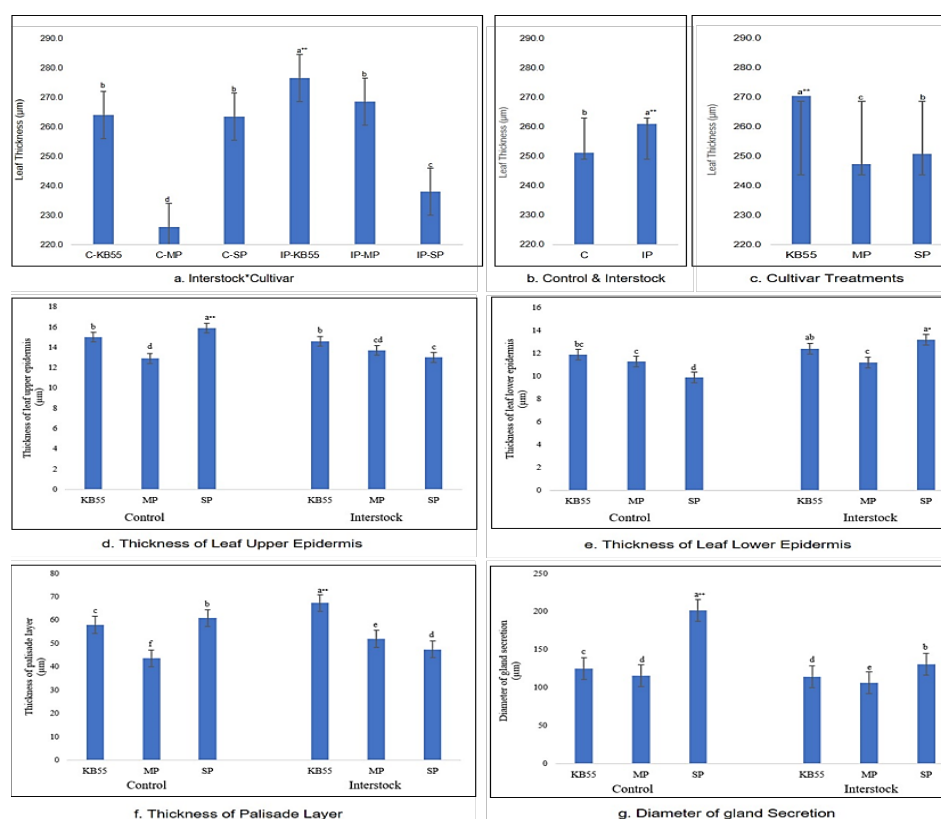 290.0
280.0
270.0
260.0
250.0
240.0
230.0
220.0
Leaf Thickness (µm)
b
d
b
a**
b
c
C-KB55 C-MP C-SP IP-KB55 IP-MP IP-SP
a. Interstock*Cultivar
290.0
280.0
270.0
260.0
250.0
240.0
230.0
220.0
Leaf Thickness (µm)
b
a**
C IP
b. Control & Interstock
290.0
280.0
270.0
260.0
250.0
240.0
230.0
220.0
Leaf Thickness (µm)
a**
c
b
KB55 MP SP
c. Cultivar Treatments
18
16
14
12
10
8
6
4
2
0
Thickness of leaf upper epidermis
(µm)
b
d
a**
b
cd
c
KB55 MP SP KB55 MP SP
Control Interstock
d. Thickness of Leaf Upper Epidermis
16
14
12
10
8
6
4
2
0
Thickness of leaf lower epidermis
(µm)
bc
c
d
ab
c
a*
KB55 MP SP KB55 MP SP
Control Interstock
e. Thickness of Leaf Lower Epidermis
80
70
60
50
40
30
20
10
0
Thickness of palisade layer
(µm)
c
f
b
a**
e
d
KB55 MP SP KB55 MP SP
Control Interstock
f. Thickness of Palisade Layer
250
200
150
100
50
0
Diameter of gland secretion
(µm)
c
d
a**
d
e
b
KB55 MP SP KB55 MP SP
Control Interstock
g. Diameter of gland Secretion